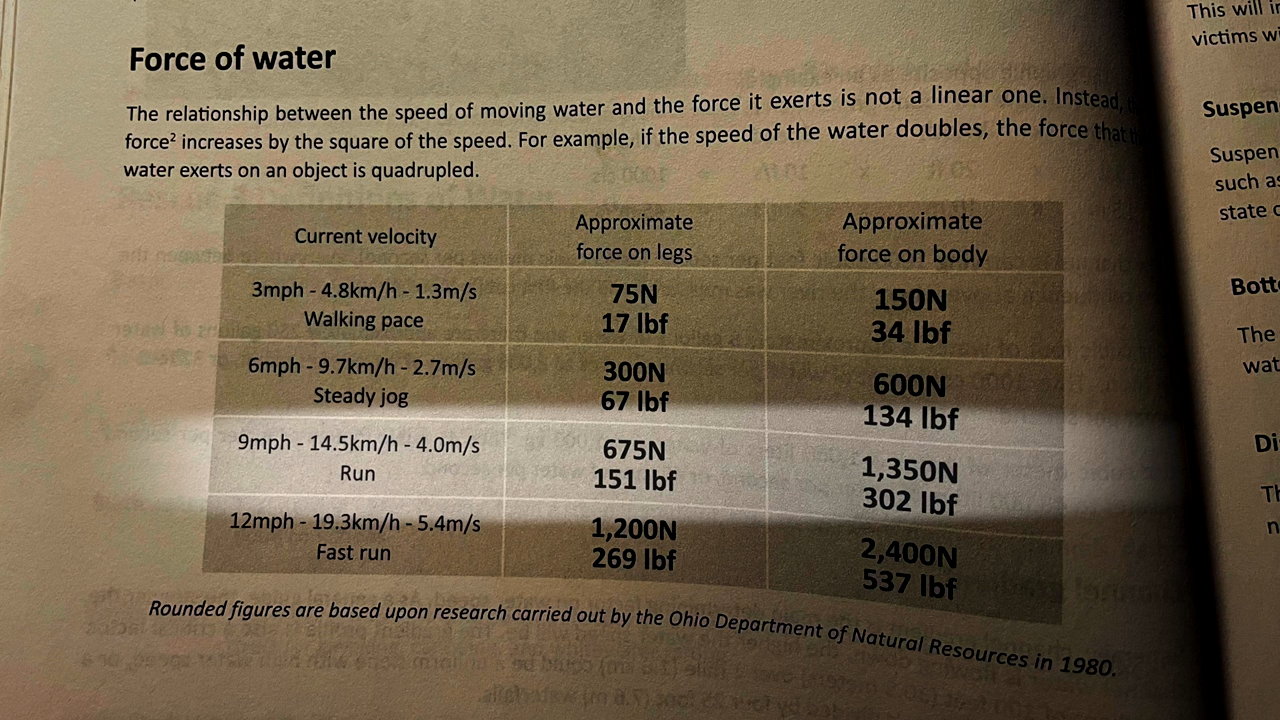 Force of water
The relationship between the speed of moving water and the force it exerts is not a linear one. Instead,
force² increases by the square of the speed. For example, if the speed of the water doubles, the force that
water exerts on an object is quadrupled.
Current velocity
Approximate
force on legs
Approximate
force on body
3mph - 4.8km/h - 1.3m/s
Walking pace
75N
17 lbf
150N
34 lbf
6mph - 9.7km/h - 2.7m/s
Steady jog
300N
67 lbf
600N
134 lbf
9mph - 14.5km/h - 4.0m/s
Run
675N
151 lbf
1,350N
302 lbf
12mph - 19.3km/h - 5.4m/s
Fast run
1,200N
269 lbf
2,400N
537 lbf
Rounded figures are based upon research carried out by the Ohio Department of Natural Resources in 1980.
This will
victims
Suspen
such as
state
The